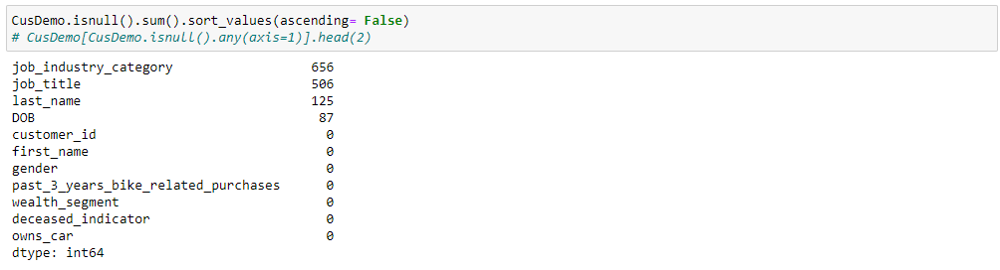 CusDemo.isnull().sum().sort_values(ascending= False)
# CusDemo[CusDemo.isnull().any(axis=1)].head(2)
job_industry_category 656
job_title 506
last_name 125
DOB 87
customer_id 0
first_name 0
gender 0
past_3_years_bike_related_purchases 0
wealth_segment 0
deceased_indicator 0
owns_car 0
dtype: int64